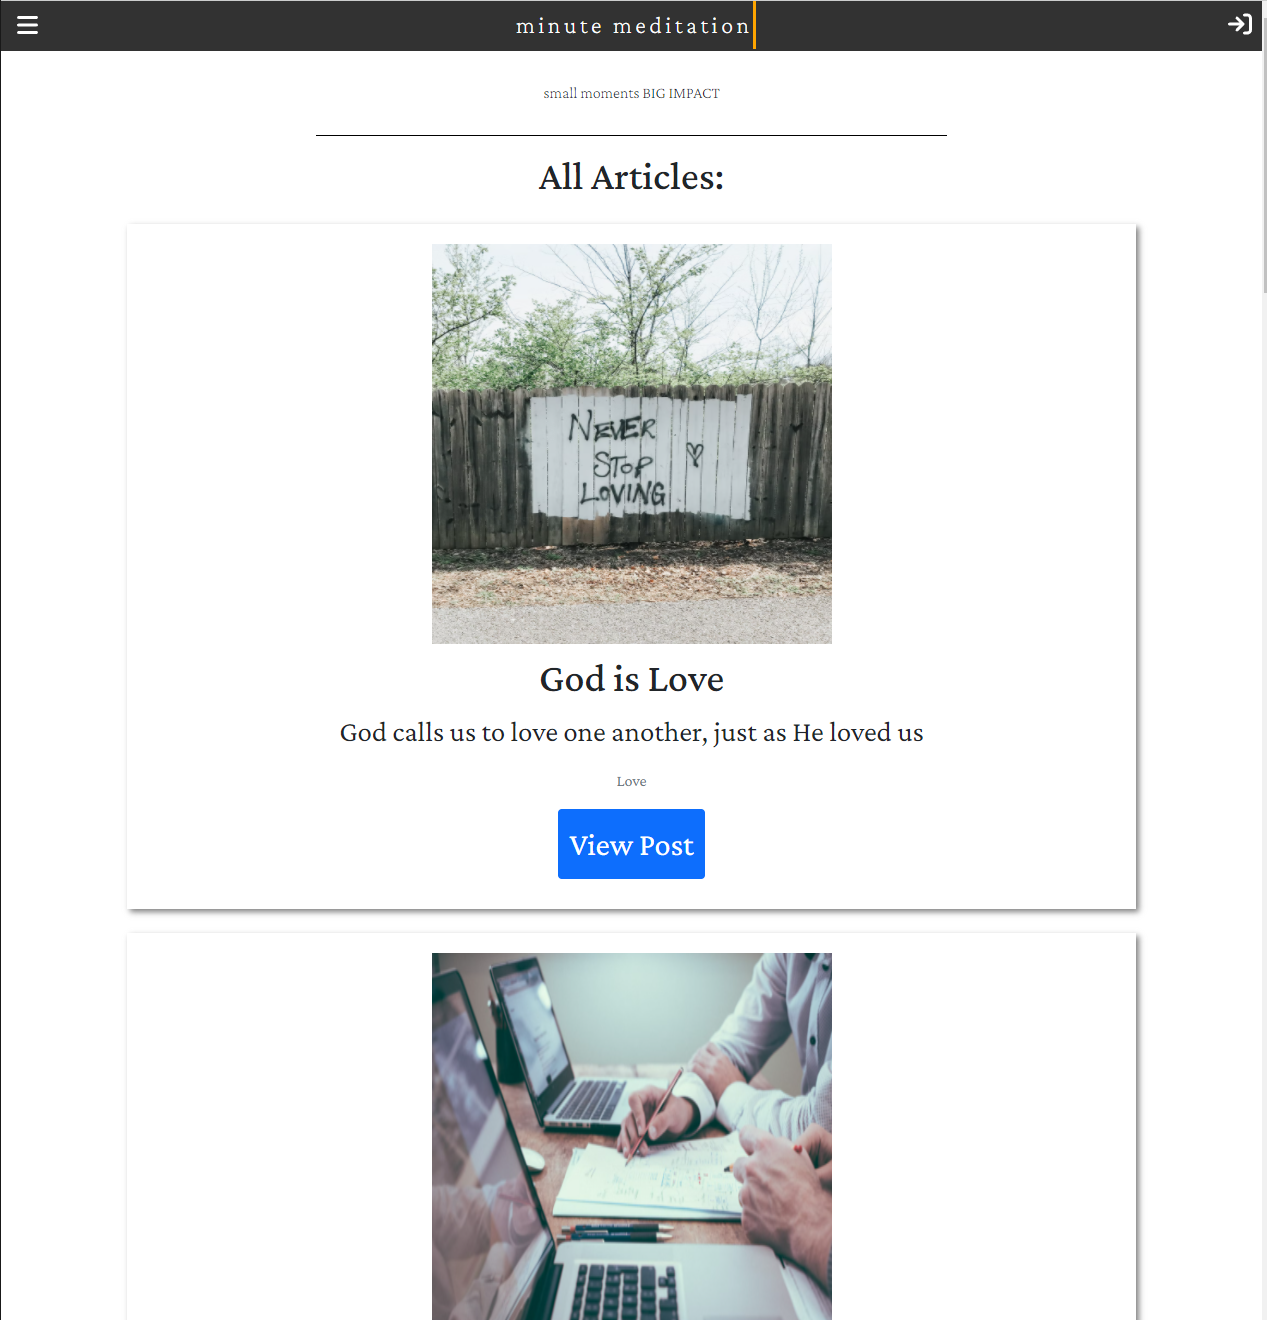 minute meditation
small moments BIG IMPACT
All Articles:
NEVER
STOP
LOVING
God is Love
God calls us to love one another, just as He loved us
Love
View Post